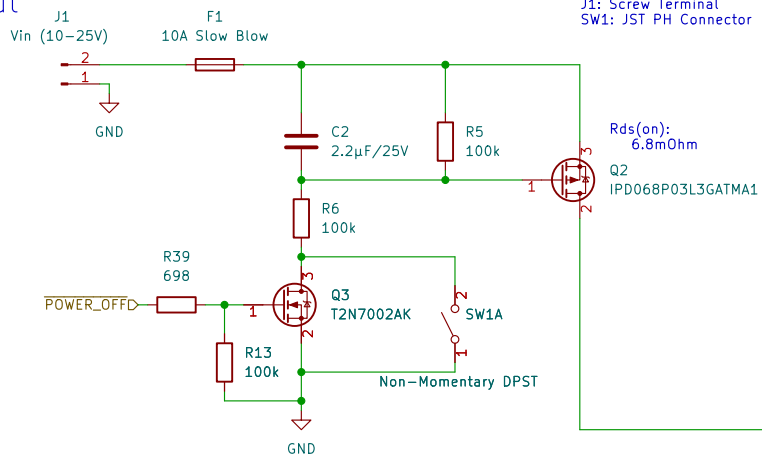 ut
J1: Screw Terminal
SW1: JST PH Connector
J1
Vin (10-25V)
F1
10A Slow Blow
2
1
GND
C2
2.2µF/25V
R5
100k
Rds(on):
6.8mOhm
3
Q2
IPD068P03L3GATMA1
1
2
R6
100k
R39
698
POWER_OFF
3
Q3
T2N7002AK
1
2
2
SW1A
1
R13
100k
Non-Momentary DPST
GND